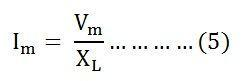 I_m = V_m / X_L … … … … (5)